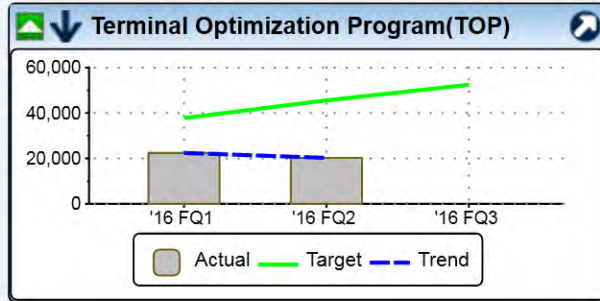 Terminal Optimization Program(TOP)
60,000
40,000
20,000
0
'16 FQ1 '16 FQ2 '16 FQ3
Actual Target Trend